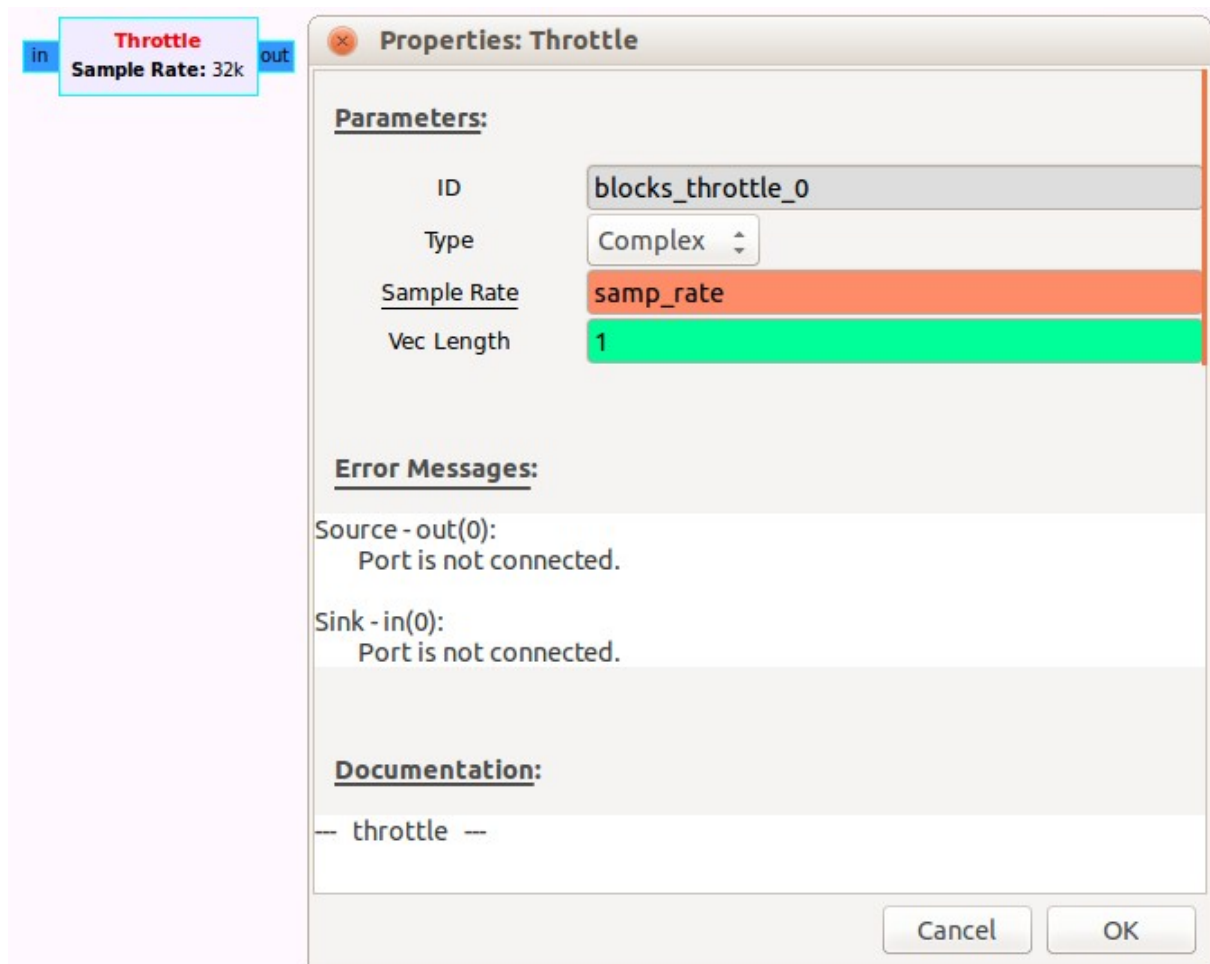 Throttle
in
Sample Rate: 32k
out
Properties: Throttle
Parameters:
ID
blocks_throttle_0
Type
Complex
Sample Rate
samp_rate
Vec Length
1
Error Messages:
Source - out(0):
Port is not connected.
Sink - in(0):
Port is not connected.
Documentation:
--- throttle ---
Cancel
OK